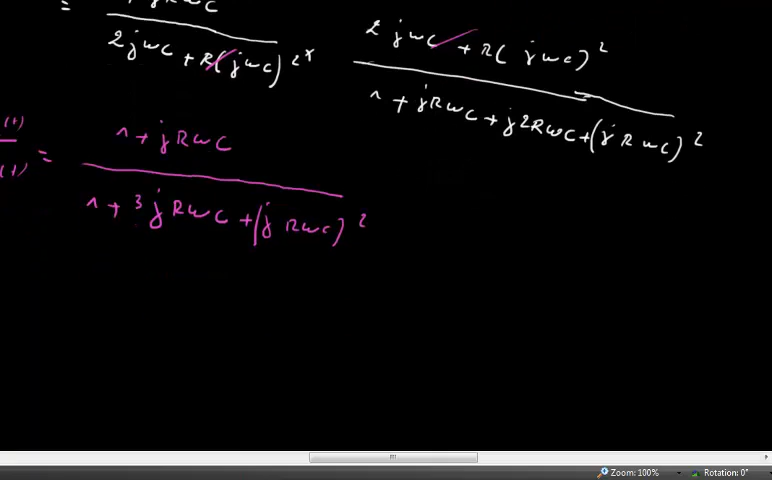 =
2jωC + R(jωC)² × 2jωC + R(jωC)²
1 + jRωC + j2RωC + (jRωC)²
= 1 + jRωC
1 + 3jRωC + (jRωC)²
Zoom: 100% Rotation: 0°